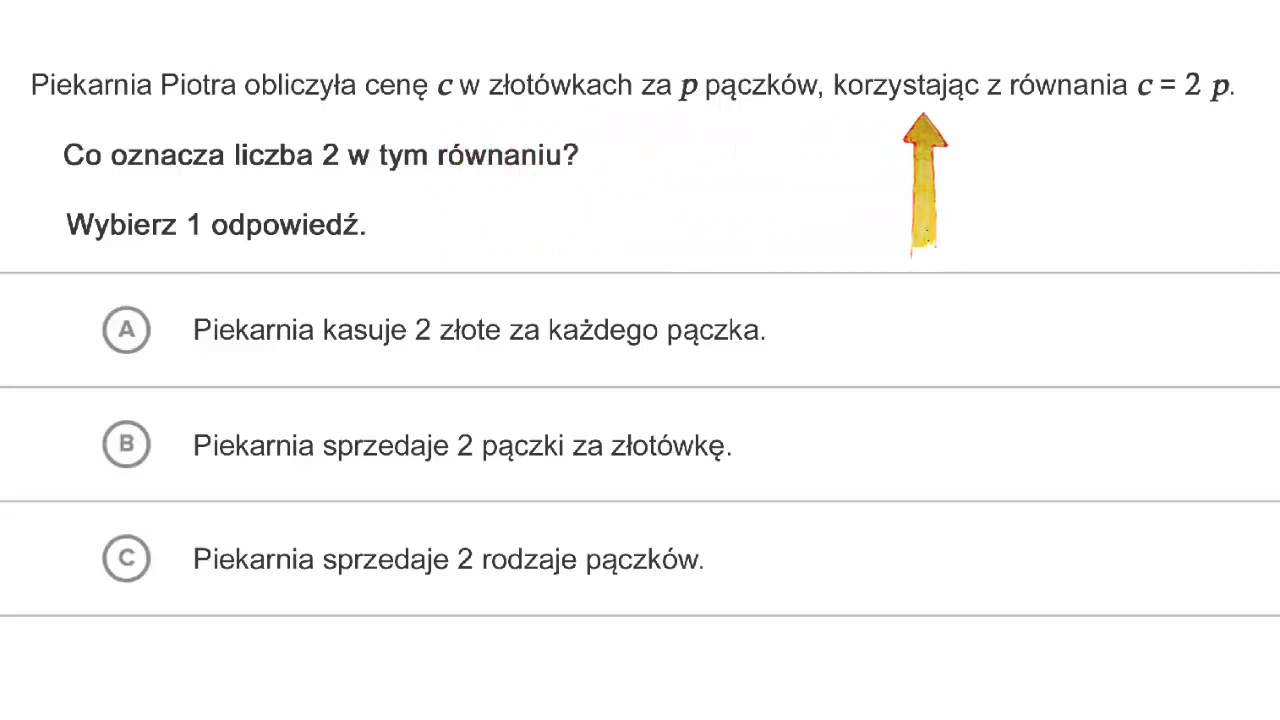 Piekarnia Piotra obliczyła cenę c w złotówkach za p pączków, korzystając z równania c = 2 p.
Co oznacza liczba 2 w tym równaniu?
Wybierz 1 odpowiedź.
A Piekarnia kasuje 2 złote za każdego pączka.
B Piekarnia sprzedaje 2 pączki za złotówkę.
C Piekarnia sprzedaje 2 rodzaje pączków.